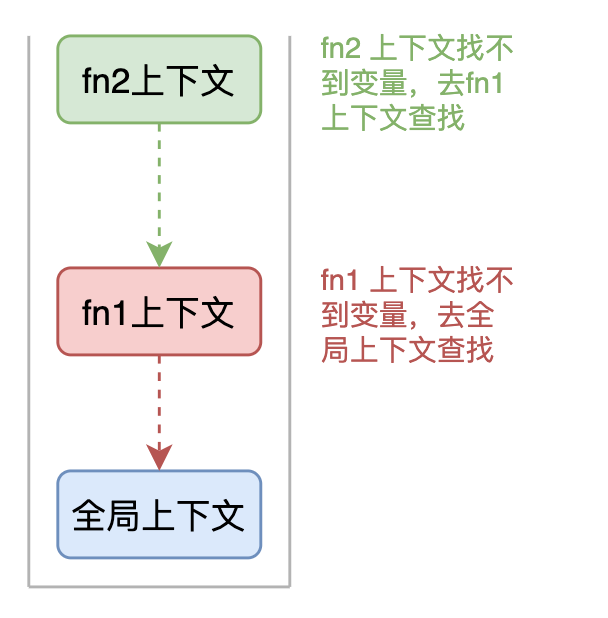 fn2上下文
fn2 上下文找不
到变量，去fn1
上下文查找
fn1上下文
fn1 上下文找不
到变量，去全
局上下文查找
全局上下文